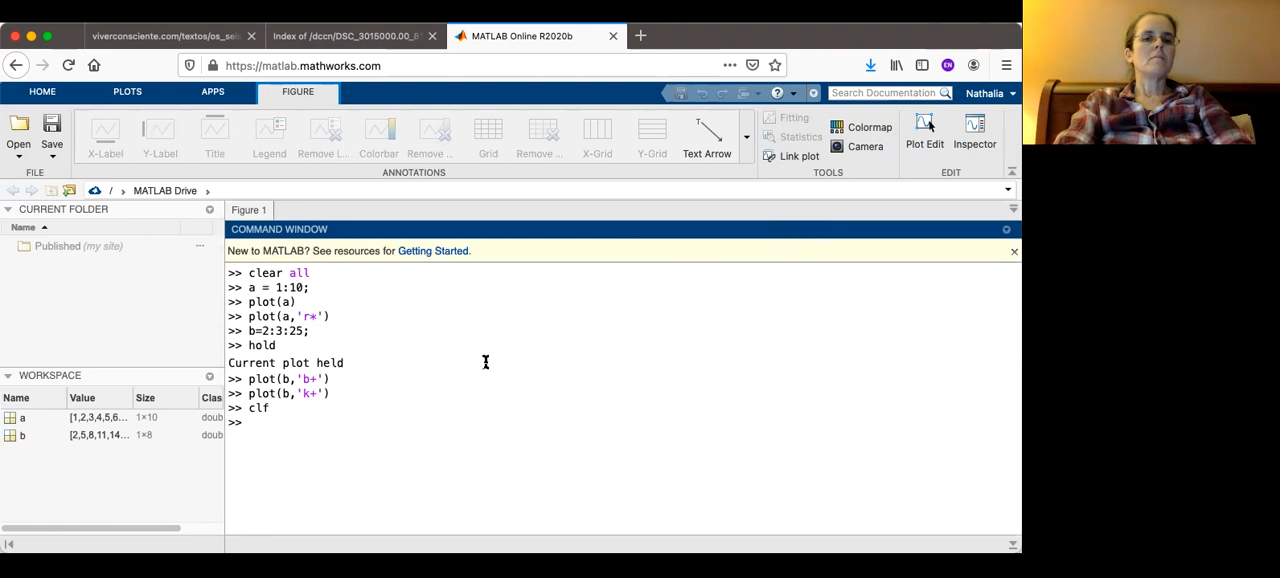 viverconsciente.com/textos/os_seis
Index of /dccn/DSC_3015000.00_
MATLAB Online R2020b
https://matlab.mathworks.com
EN
HOME
PLOTS
APPS
FIGURE
Search Documentation
Nathalia
Open
Save
X-Label
Y-Label
Title
Legend
Remove L...
Colorbar
Remove ...
Grid
Remove ...
X-Grid
Y-Grid
Text Arrow
Fitting
Statistics
Link plot
Colormap
Camera
Plot Edit
Inspector
FILE
ANNOTATIONS
TOOLS
EDIT
/ › MATLAB Drive ›
CURRENT FOLDER
Name
Published (my site)
...
WORKSPACE
Name Value Size Clas
a [1,2,3,4,5,6... 1×10 doub
b [2,5,8,11,14... 1×8 doub
Figure 1
COMMAND WINDOW
New to MATLAB? See resources for Getting Started.
>> clear all
>> a = 1:10;
>> plot(a)
>> plot(a,'r*')
>> b=2:3:25;
>> hold
Current plot held
>> plot(b,'b+')
>> plot(b,'k+')
>> clf
>>